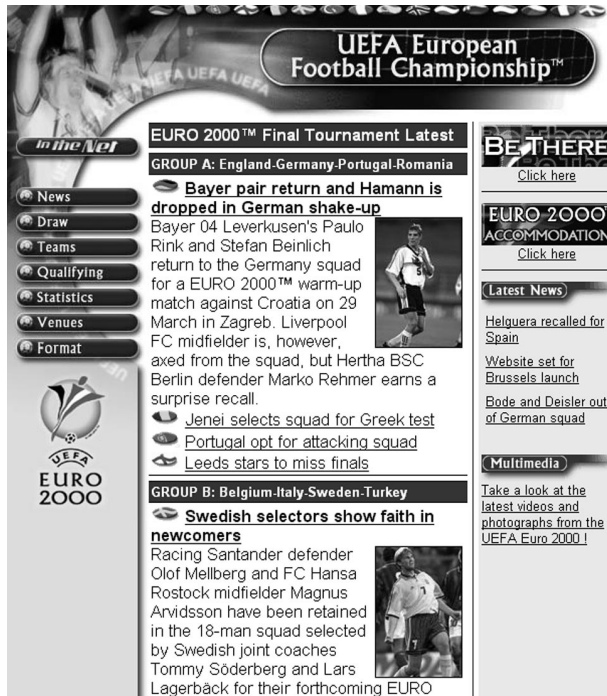 UEFA European
Football Championship™
UEFA UEFA UEFA
In the Net
News
Draw
Teams
Qualifying
Statistics
Venues
Format
UEFA
EURO
2000
EURO 2000™ Final Tournament Latest
GROUP A: England-Germany-Portugal-Romania
Bayer pair return and Hamann is
dropped in German shake-up
Bayer 04 Leverkusen's Paulo
Rink and Stefan Beinlich
return to the Germany squad
for a EURO 2000™ warm-up
match against Croatia on 29
March in Zagreb. Liverpool
FC midfielder is, however,
axed from the squad, but Hertha BSC
Berlin defender Marko Rehmer earns a
surprise recall.
Jenei selects squad for Greek test
Portugal opt for attacking squad
Leeds stars to miss finals
GROUP B: Belgium-Italy-Sweden-Turkey
Swedish selectors show faith in
newcomers
Racing Santander defender
Olof Mellberg and FC Hansa
Rostock midfielder Magnus
Arvidsson have been retained
in the 18-man squad selected
by Swedish joint coaches
Tommy Söderberg and Lars
Lagerbäck for their forthcoming EURO
BE THERE
Click here
EURO 2000
ACCOMMODATION
Click here
Latest News
Helguera recalled for
Spain
Website set for
Brussels launch
Bode and Deisler out
of German squad
Multimedia
Take a look at the
latest videos and
photographs from the
UEFA Euro 2000 !